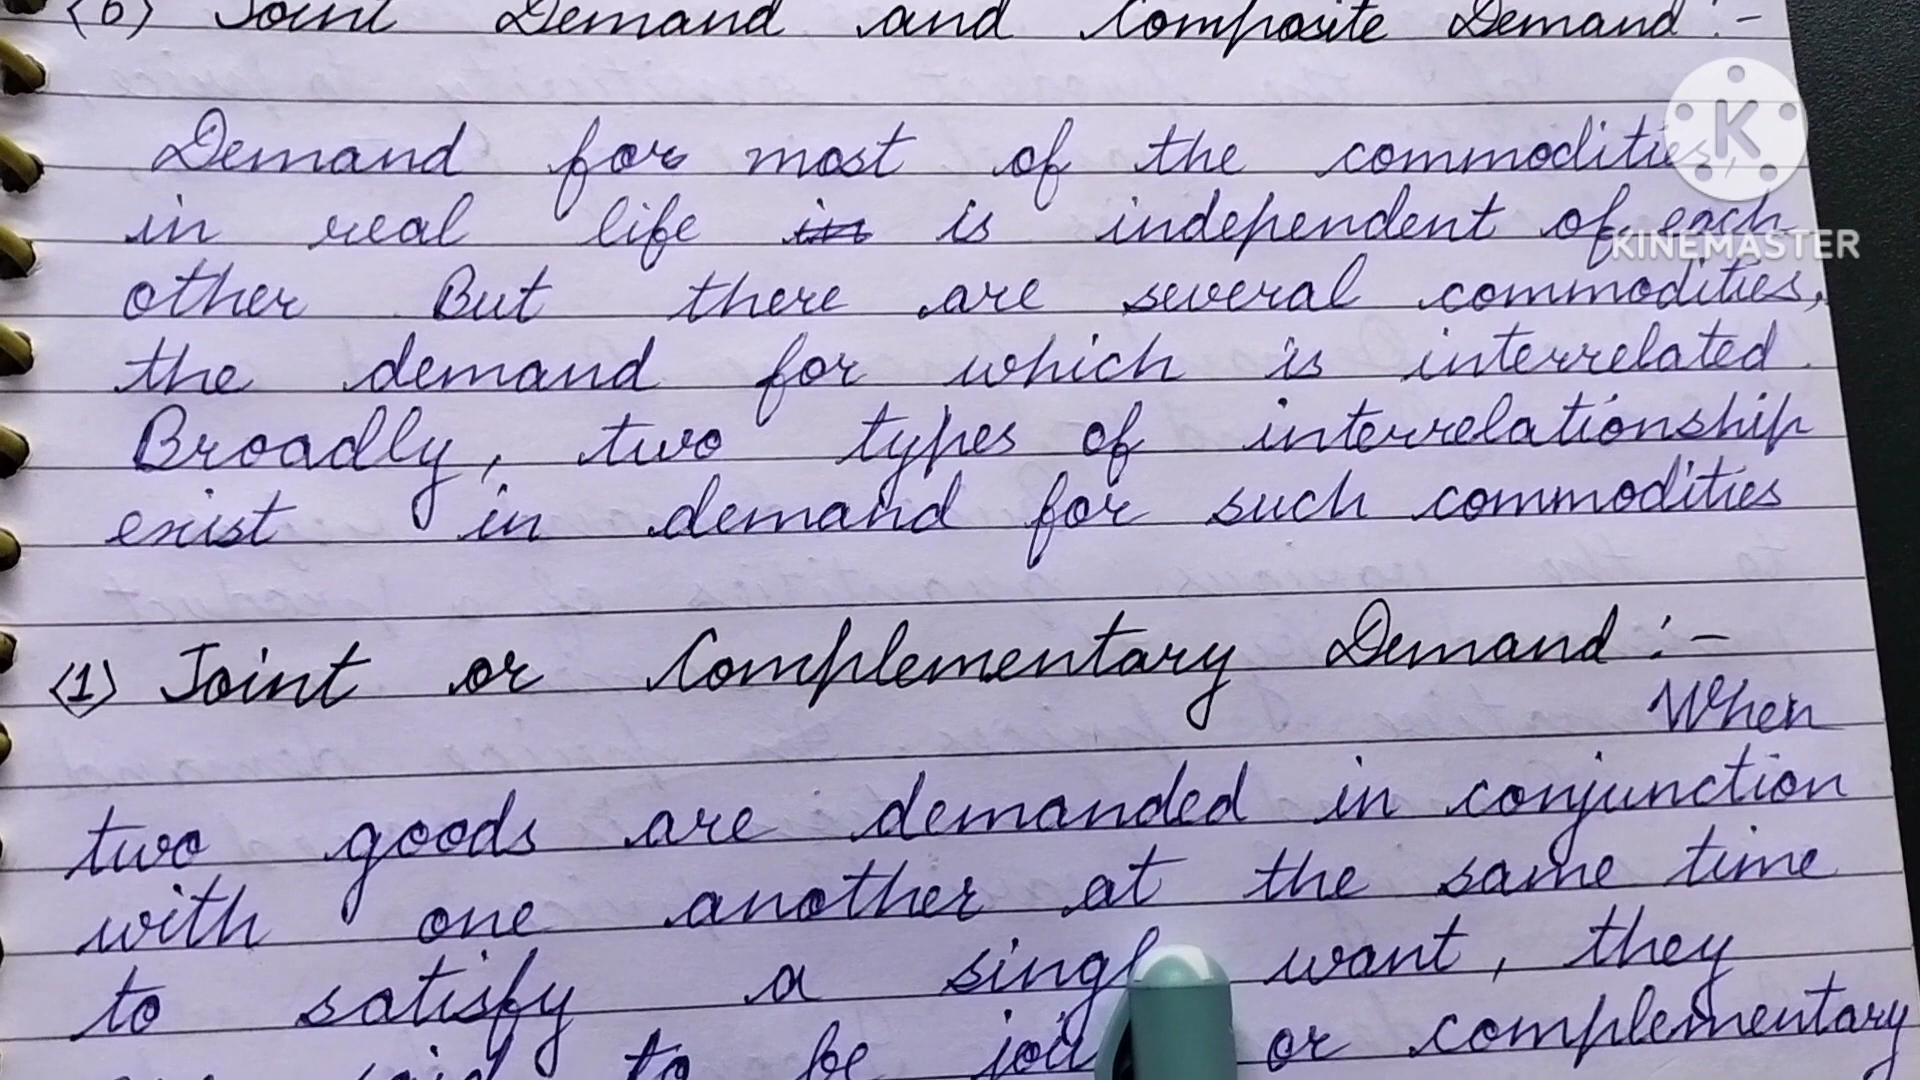 (6) Joint Demand and Composite Demand :-
K
KINEMASTER
Demand for most of the commodities,
in real life is independent of each
other But there are several commodities,
the demand for which is interrelated.
Broadly, two types of interrelationship
exist in demand for such commodities
(1) Joint or Complementary Demand :-
When
two goods are demanded in conjunction
with one another at the same time
to satisfy a want, they
to be or complementary